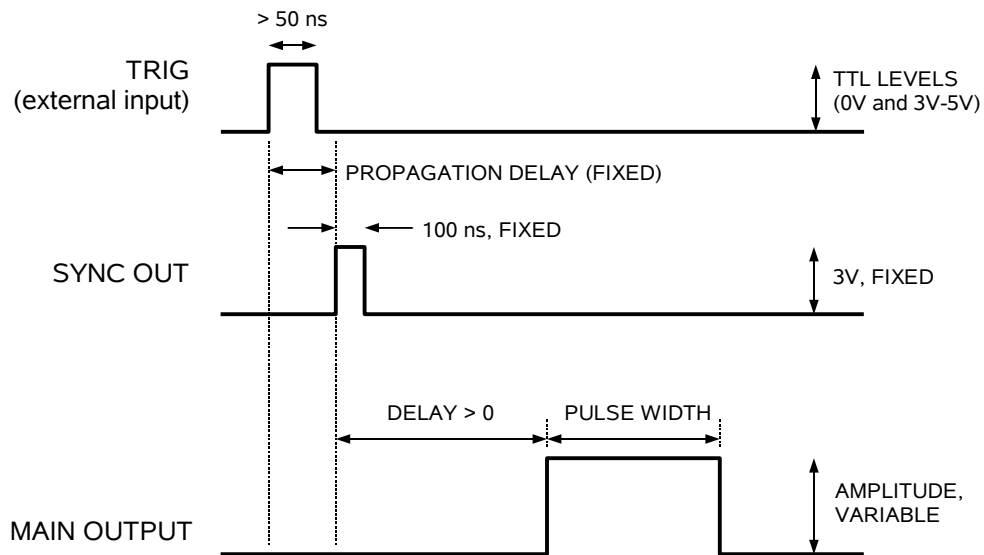 > 50 ns
TRIG
(external input)
TTL LEVELS
(0V and 3V-5V)
PROPAGATION DELAY (FIXED)
100 ns, FIXED
SYNC OUT
3V, FIXED
DELAY > 0
PULSE WIDTH
AMPLITUDE,
VARIABLE
MAIN OUTPUT